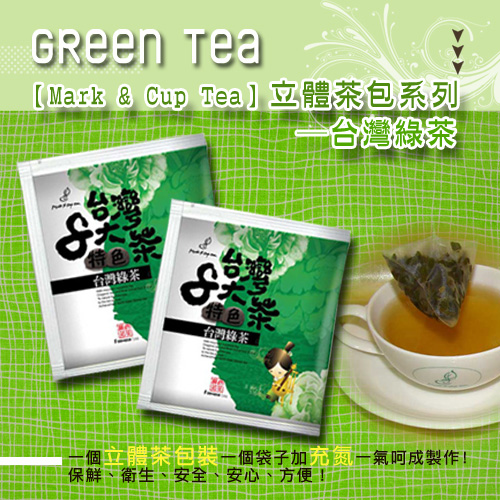 GReen Tea
【Mark & Cup Tea】立體茶包系列
—台灣綠茶
台灣
8大茶
特色
台灣綠茶
台灣
8大茶
特色
台灣綠茶
一個立體茶包裝一個袋子加充氮一氣呵成製作!
保鮮、衛生、安全、安心、方便!